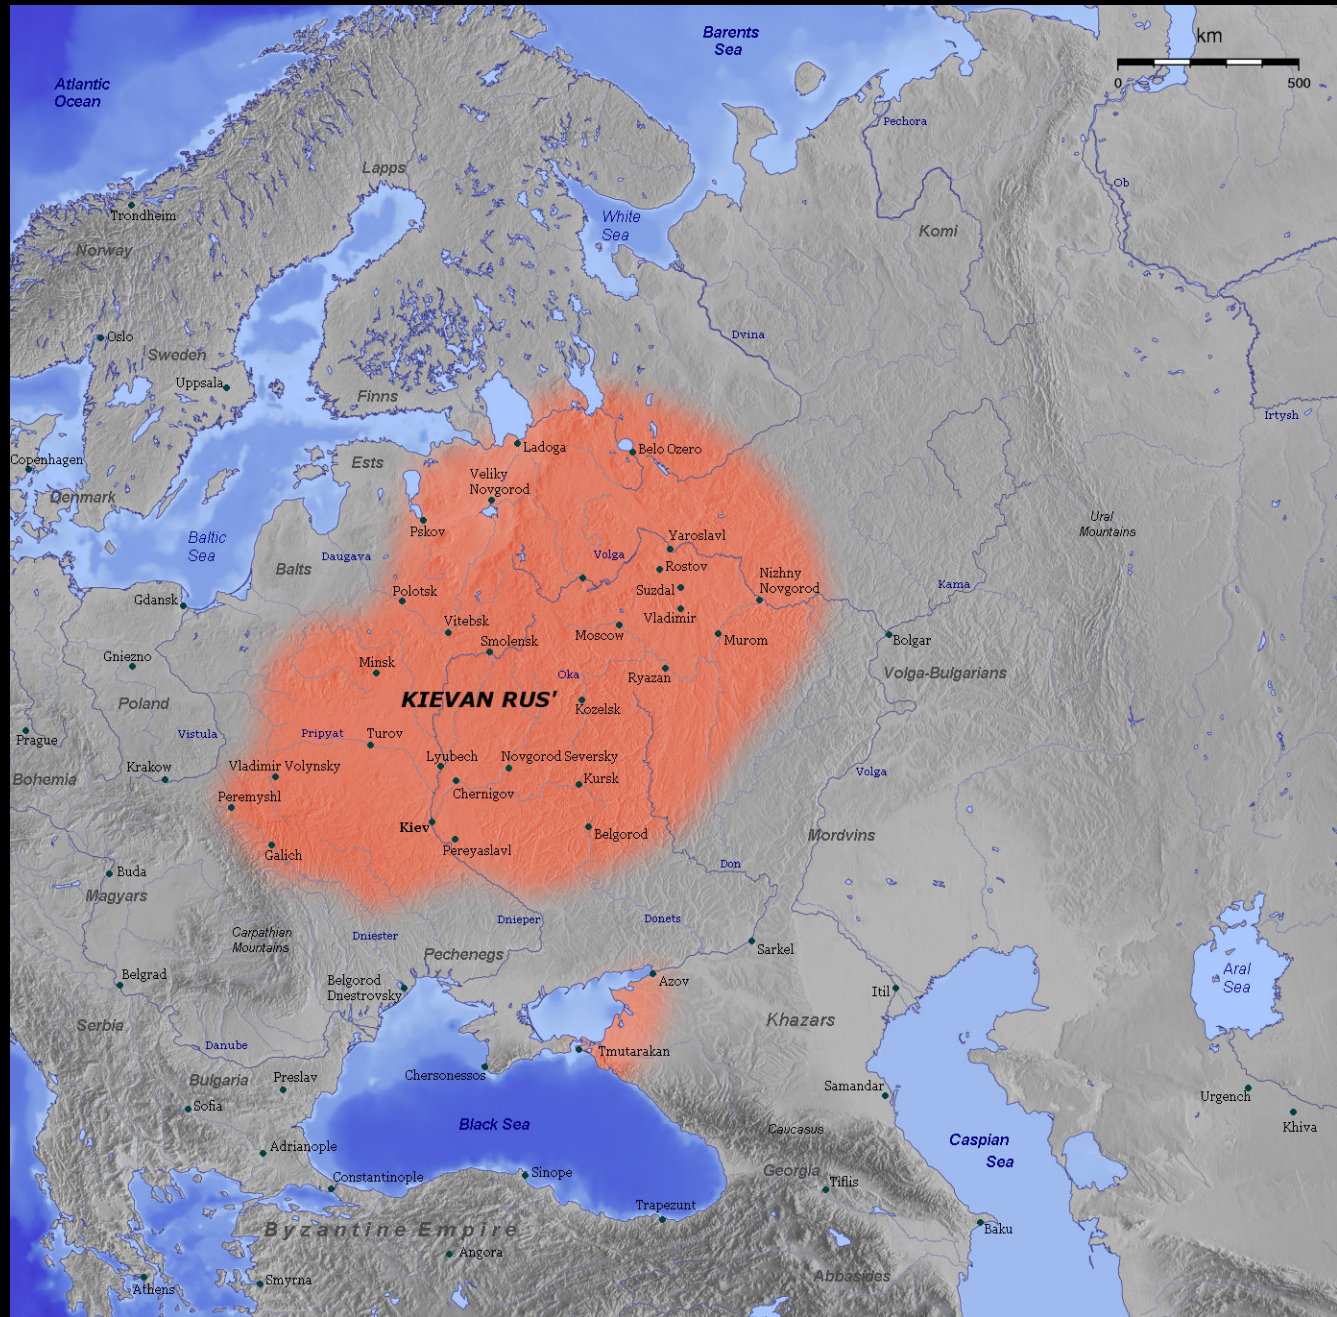 Barents
Sea
km
0
500
Atlantic
Ocean
Pechora
Lapps
Ob
Trondheim
White
Sea
Komi
Norway
Dvina
Oslo
Sweden
Uppsala
Finns
Irtysh
Ladoga
Belo Ozero
Copenhagen
Ests
Veliky
Novgorod
Denmark
Pskov
Ural
Mountains
Baltic
Sea
Yaroslavl
Daugava
Volga
Balts
Rostov
Nizhny
Novgorod
Kama
Suzdal
Polotsk
Gdansk
Vladimir
Vitebsk
Moscow
Murom
Bolgar
Smolensk
Gniezno
Minsk
Oka
Ryazan
Volga-Bulgarians
KIEVAN RUS'
Poland
Kozelsk
Vistula
Pripyat
Turov
Prague
Lyubech
Novgorod Seversky
Bohemia
Krakow
Vladimir Volynsky
Kursk
Volga
Chernigov
Peremyshl
Kiev
Belgorod
Mordvins
Pereyaslavl
Galich
Don
Buda
Magyars
Dnieper
Donets
Carpathian
Mountains
Dniester
Pechenegs
Sarkel
Belgrad
Belgorod
Dnestrovsky
Azov
Itil
Aral
Sea
Serbia
Khazars
Danube
Tmutarakan
Bulgaria
Preslav
Chersonessos
Samandar
Urgench
Sofia
Black Sea
Caucasus
Khiva
Adrianople
Caspian
Sea
Constantinople
Sinope
Georgia
Tiflis
Trapezunt
Byzantine Empire
Baku
Angora
Athens
Smyrna
Abbasides